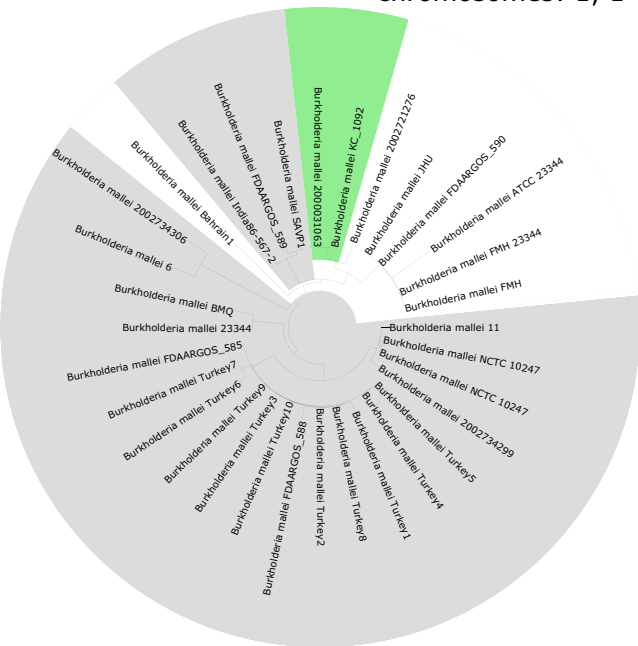 Burkholderia mallei 2000031063
Burkholderia mallei KC_1092
Burkholderia mallei 2002721276
Burkholderia mallei JHU
Burkholderia mallei FDAARGOS_590
Burkholderia mallei ATCC 23344
Burkholderia mallei FMH 23344
Burkholderia mallei FMH
Burkholderia mallei 11
Burkholderia mallei NCTC 10247
Burkholderia mallei NCTC 10247
Burkholderia mallei 2002734299
Burkholderia mallei Turkey5
Burkholderia mallei Turkey4
Burkholderia mallei Turkey1
Burkholderia mallei Turkey8
Burkholderia mallei Turkey2
Burkholderia mallei FDAARGOS_588
Burkholderia mallei Turkey10
Burkholderia mallei Turkey3
Burkholderia mallei Turkey9
Burkholderia mallei Turkey6
Burkholderia mallei Turkey7
Burkholderia mallei FDAARGOS_585
Burkholderia mallei 23344
Burkholderia mallei BMQ
Burkholderia mallei 6
Burkholderia mallei 2002734306
Burkholderia mallei Bahrain1
Burkholderia mallei India86-567-2
Burkholderia mallei FDAARGOS_589
Burkholderia mallei SAVP1